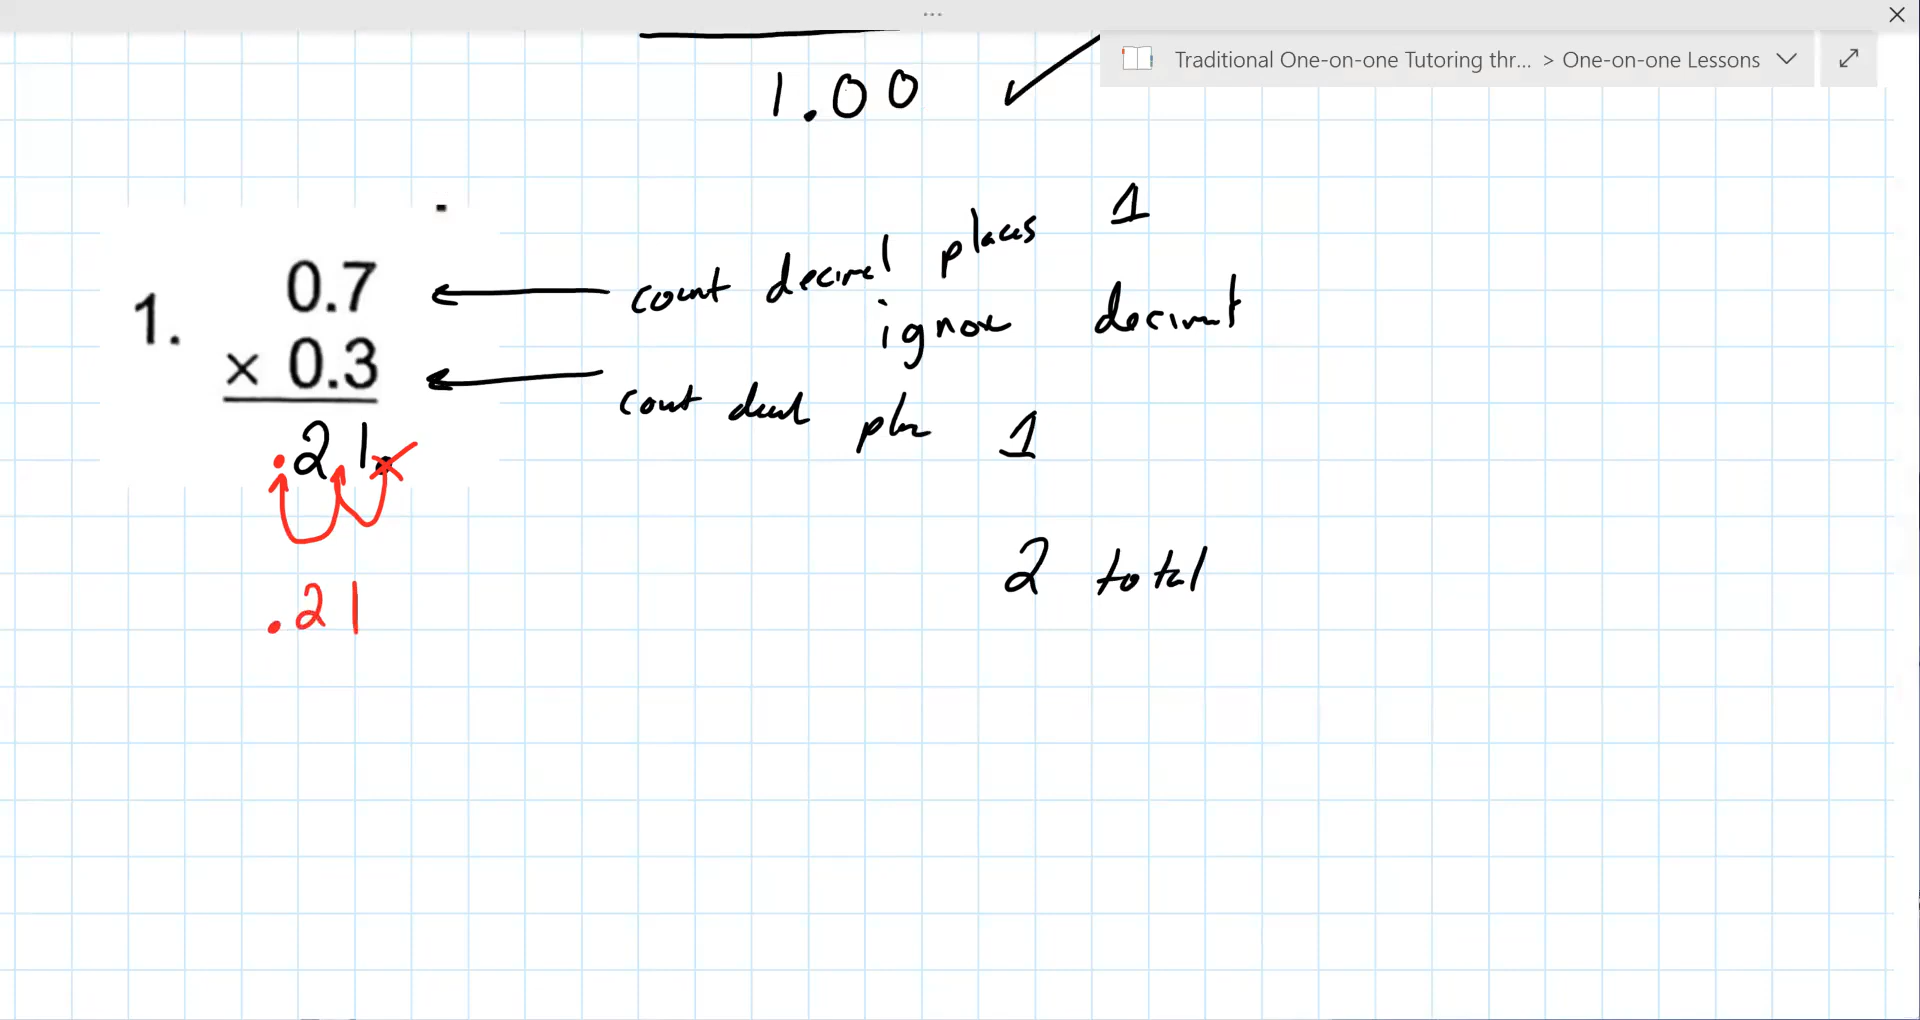 ...
Traditional One-on-one Tutoring thr... > One-on-one Lessons
1.00
count decimal places 1
ignore decimal
1.
0.7
× 0.3
.21.
count decimal 1
.21
2 total